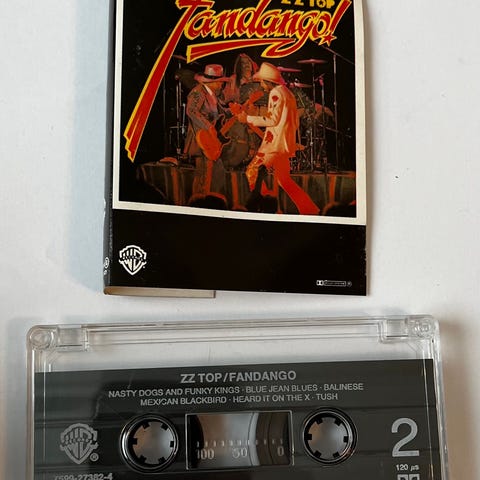 ZZ TOP
Fandango!
ZZ TOP/FANDANGO
NASTY DOGS AND FUNKY KINGS · BLUE JEAN BLUES · BALINESE
MEXICAN BLACKBIRD · HEARD IT ON THE X · TUSH
2
100 50 0
120 µs
7599-27382-4